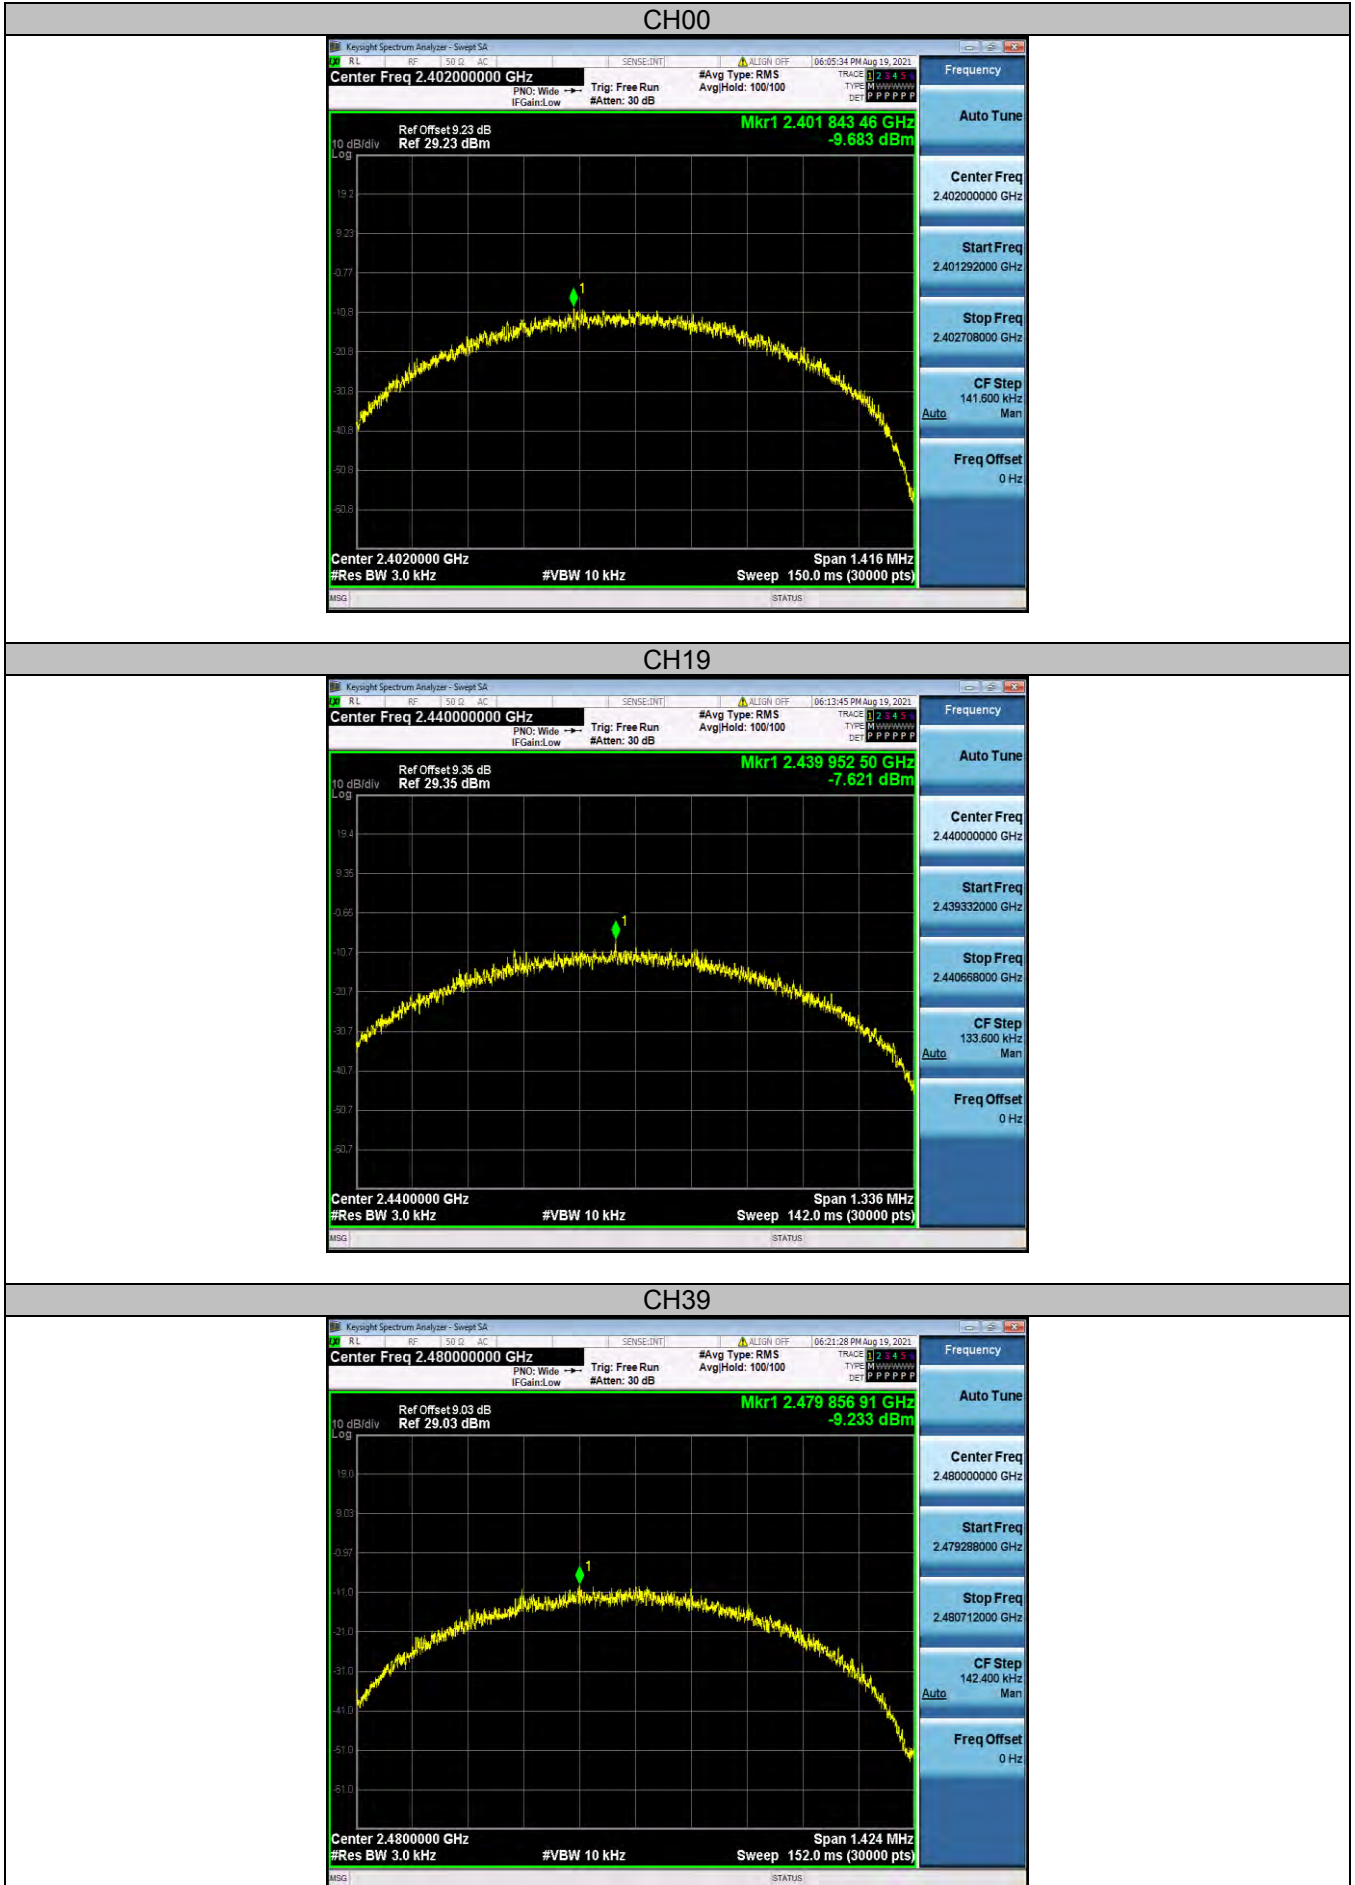 CH00
Keysight Spectrum Analyzer - Swept SA
RL RF 50 Ω AC SENSE:INT ALIGN OFF 06:05:34 PM Aug 19, 2021
Center Freq 2.402000000 GHz
PNO: Wide Trig: Free Run
IFGain:Low #Atten: 30 dB
#Avg Type: RMS
Avg|Hold: 100/100
TRACE 1 2 3 4 5 6
TYPE M WWWWW
DET P P P P P P
Frequency
Mkr1 2.401 843 46 GHz
-9.683 dBm
Ref Offset 9.23 dB
10 dB/div Ref 29.23 dBm
Log
19.2
9.23
-0.77
-10.8
-20.8
-30.8
-40.8
-50.8
-60.8
1
Center 2.4020000 GHz Span 1.416 MHz
#Res BW 3.0 kHz #VBW 10 kHz Sweep 150.0 ms (30000 pts)
MSG STATUS
Auto Tune
Center Freq
2.402000000 GHz
Start Freq
2.401292000 GHz
Stop Freq
2.402708000 GHz
CF Step
141.600 kHz
Auto Man
Freq Offset
0 Hz
CH19
Keysight Spectrum Analyzer - Swept SA
RL RF 50 Ω AC SENSE:INT ALIGN OFF 06:13:45 PM Aug 19, 2021
Center Freq 2.440000000 GHz
PNO: Wide Trig: Free Run
IFGain:Low #Atten: 30 dB
#Avg Type: RMS
Avg|Hold: 100/100
TRACE 1 2 3 4 5 6
TYPE M WWWWW
DET P P P P P P
Frequency
Mkr1 2.439 952 50 GHz
-7.621 dBm
Ref Offset 9.35 dB
10 dB/div Ref 29.35 dBm
Log
19.4
9.35
-0.65
-10.7
-20.7
-30.7
-40.7
-50.7
-60.7
1
Center 2.4400000 GHz Span 1.336 MHz
#Res BW 3.0 kHz #VBW 10 kHz Sweep 142.0 ms (30000 pts)
MSG STATUS
Auto Tune
Center Freq
2.440000000 GHz
Start Freq
2.439332000 GHz
Stop Freq
2.440668000 GHz
CF Step
133.600 kHz
Auto Man
Freq Offset
0 Hz
CH39
Keysight Spectrum Analyzer - Swept SA
RL RF 50 Ω AC SENSE:INT ALIGN OFF 06:21:28 PM Aug 19, 2021
Center Freq 2.480000000 GHz
PNO: Wide Trig: Free Run
IFGain:Low #Atten: 30 dB
#Avg Type: RMS
Avg|Hold: 100/100
TRACE 1 2 3 4 5 6
TYPE M WWWWW
DET P P P P P P
Frequency
Mkr1 2.479 856 91 GHz
-9.233 dBm
Ref Offset 9.03 dB
10 dB/div Ref 29.03 dBm
Log
19.0
9.03
-0.97
-11.0
-21.0
-31.0
-41.0
-51.0
-61.0
1
Center 2.4800000 GHz Span 1.424 MHz
#Res BW 3.0 kHz #VBW 10 kHz Sweep 152.0 ms (30000 pts)
MSG STATUS
Auto Tune
Center Freq
2.480000000 GHz
Start Freq
2.479288000 GHz
Stop Freq
2.480712000 GHz
CF Step
142.400 kHz
Auto Man
Freq Offset
0 Hz